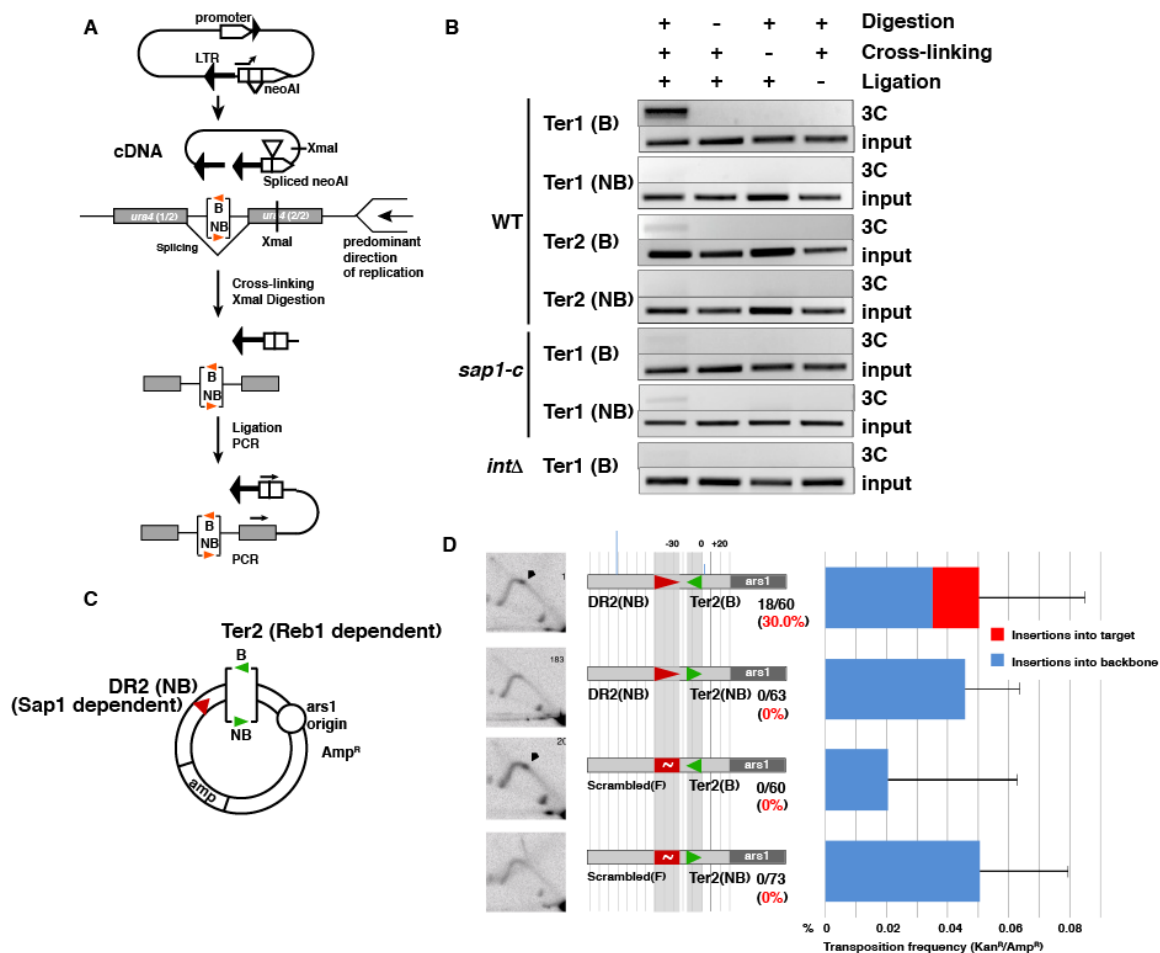 A
promoter
LTR
neoAI
cDNA
XmaI
Spliced neoAI
B
NB
ura4 (1/2)
ura4 (2/2)
Splicing
XmaI
predominant
direction
of replication
Cross-linking
XmaI Digestion
B
NB
Ligation
PCR
B
NB
PCR
B
+ - + + Digestion
+ + - + Cross-linking
+ + + - Ligation
WT
Ter1 (B) 3C
input
Ter1 (NB) 3C
input
Ter2 (B) 3C
input
Ter2 (NB) 3C
input
sap1-c
Ter1 (B) 3C
input
Ter1 (NB) 3C
input
intΔ Ter1 (B) 3C
input
C
Ter2 (Reb1 dependent)
B
DR2 (NB)
(Sap1 dependent)
NB
ars1
origin
AmpR
amp
D
-30 0 +20
1
ars1
DR2(NB) Ter2(B) 18/60
(30.0%)
183
ars1
DR2(NB) Ter2(NB) 0/63
(0%)
20
~ ars1
Scrambled(F) Ter2(B) 0/60
(0%)
~ ars1
Scrambled(F) Ter2(NB) 0/73
(0%)
Insertions into target
Insertions into backbone
% 0 0.02 0.04 0.06 0.08
Transposition frequency (KanR/AmpR)